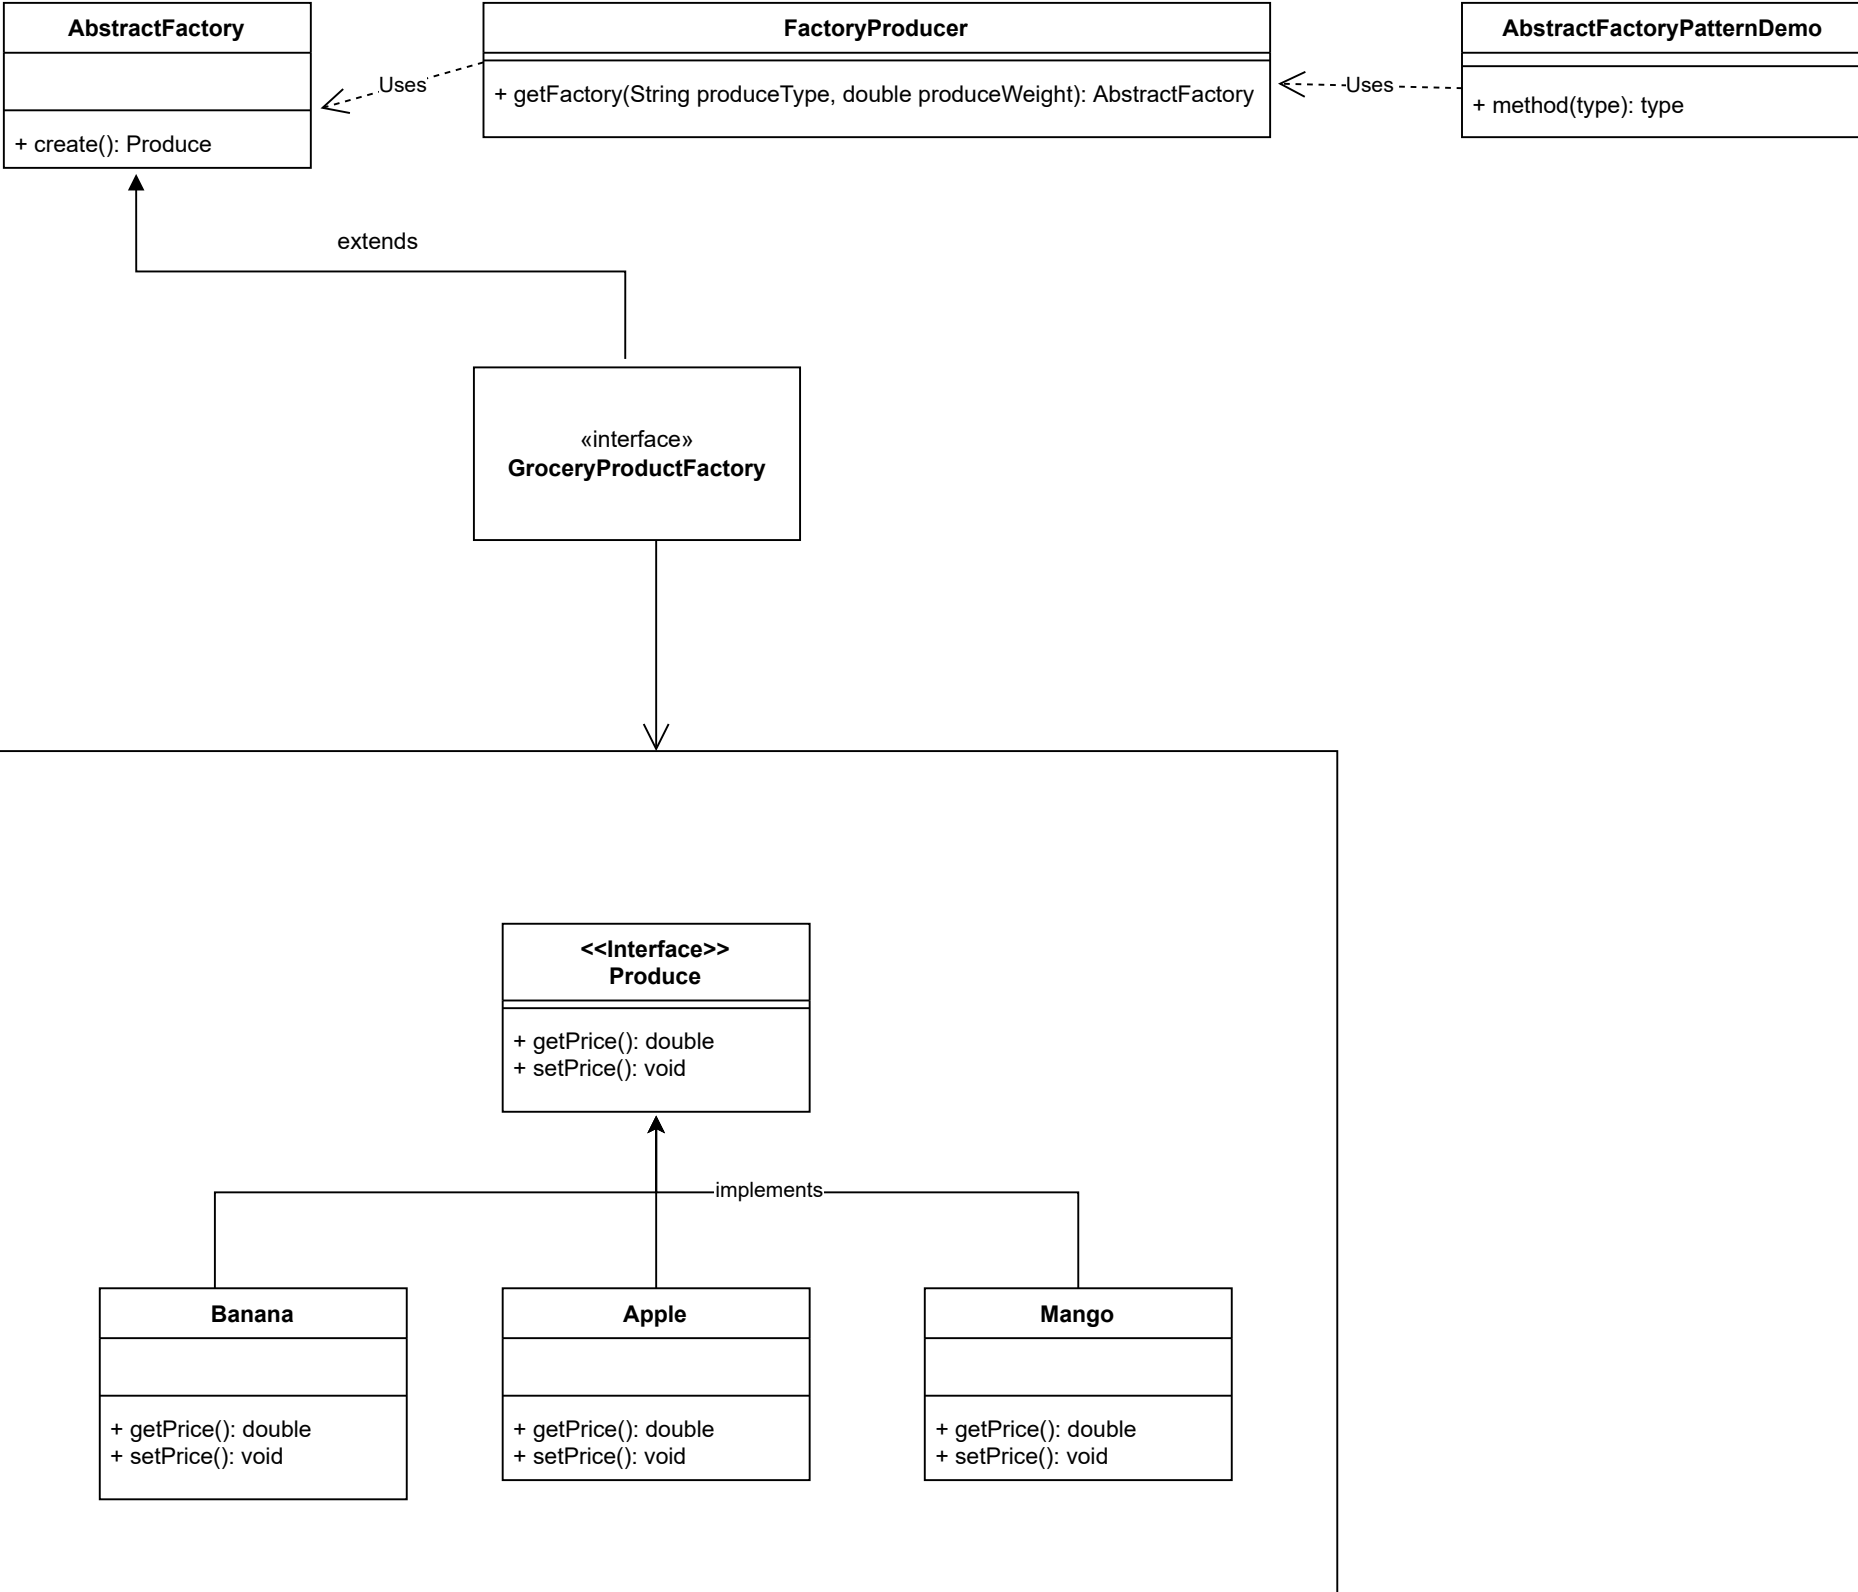 AbstractFactory
+ create(): Produce
Uses
FactoryProducer
+ getFactory(String produceType, double produceWeight): AbstractFactory
Uses
AbstractFactoryPatternDemo
+ method(type): type
extends
«interface»
GroceryProductFactory
<<Interface>>
Produce
+ getPrice(): double
+ setPrice(): void
implements
Banana
+ getPrice(): double
+ setPrice(): void
Apple
+ getPrice(): double
+ setPrice(): void
Mango
+ getPrice(): double
+ setPrice(): void